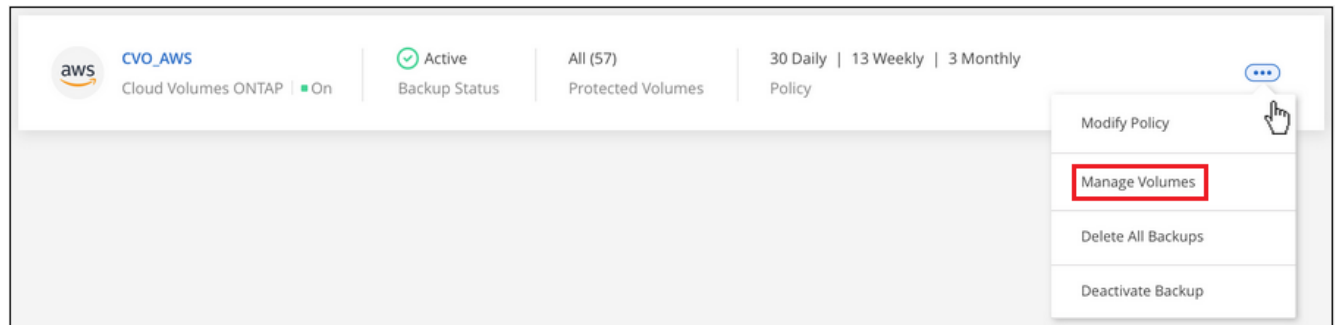 aws
CVO_AWS
Cloud Volumes ONTAP | On
Active
Backup Status
All (57)
Protected Volumes
30 Daily | 13 Weekly | 3 Monthly
Policy
Modify Policy
Manage Volumes
Delete All Backups
Deactivate Backup